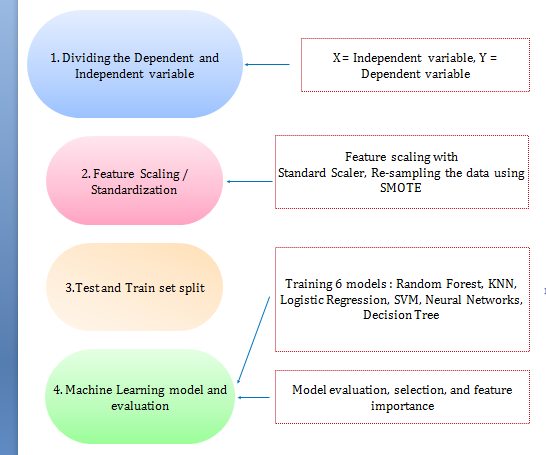 1. Dividing the Dependent and
Independent variable
X= Independent variable, Y =
Dependent variable
2. Feature Scaling /
Standardization
Feature scaling with
Standard Scaler, Re-sampling the data using
SMOTE
3.Test and Train set split
Training 6 models : Random Forest, KNN,
Logistic Regression, SVM, Neural Networks,
Decision Tree
4. Machine Learning model and
evaluation
Model evaluation, selection, and feature
importance